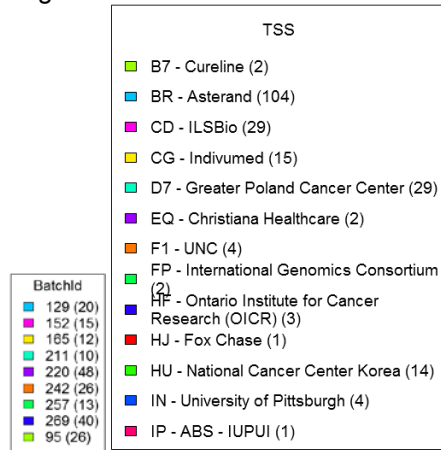 TSS
B7 - Cureline (2)
BR - Asterand (104)
CD - ILSBio (29)
CG - Indivumed (15)
D7 - Greater Poland Cancer Center (29)
EQ - Christiana Healthcare (2)
F1 - UNC (4)
FP - International Genomics Consortium
(2)
HF - Ontario Institute for Cancer
Research (OICR) (3)
HJ - Fox Chase (1)
HU - National Cancer Center Korea (14)
IN - University of Pittsburgh (4)
IP - ABS - IUPUI (1)
BatchId
129 (20)
152 (15)
165 (12)
211 (10)
220 (48)
242 (26)
257 (13)
269 (40)
95 (26)